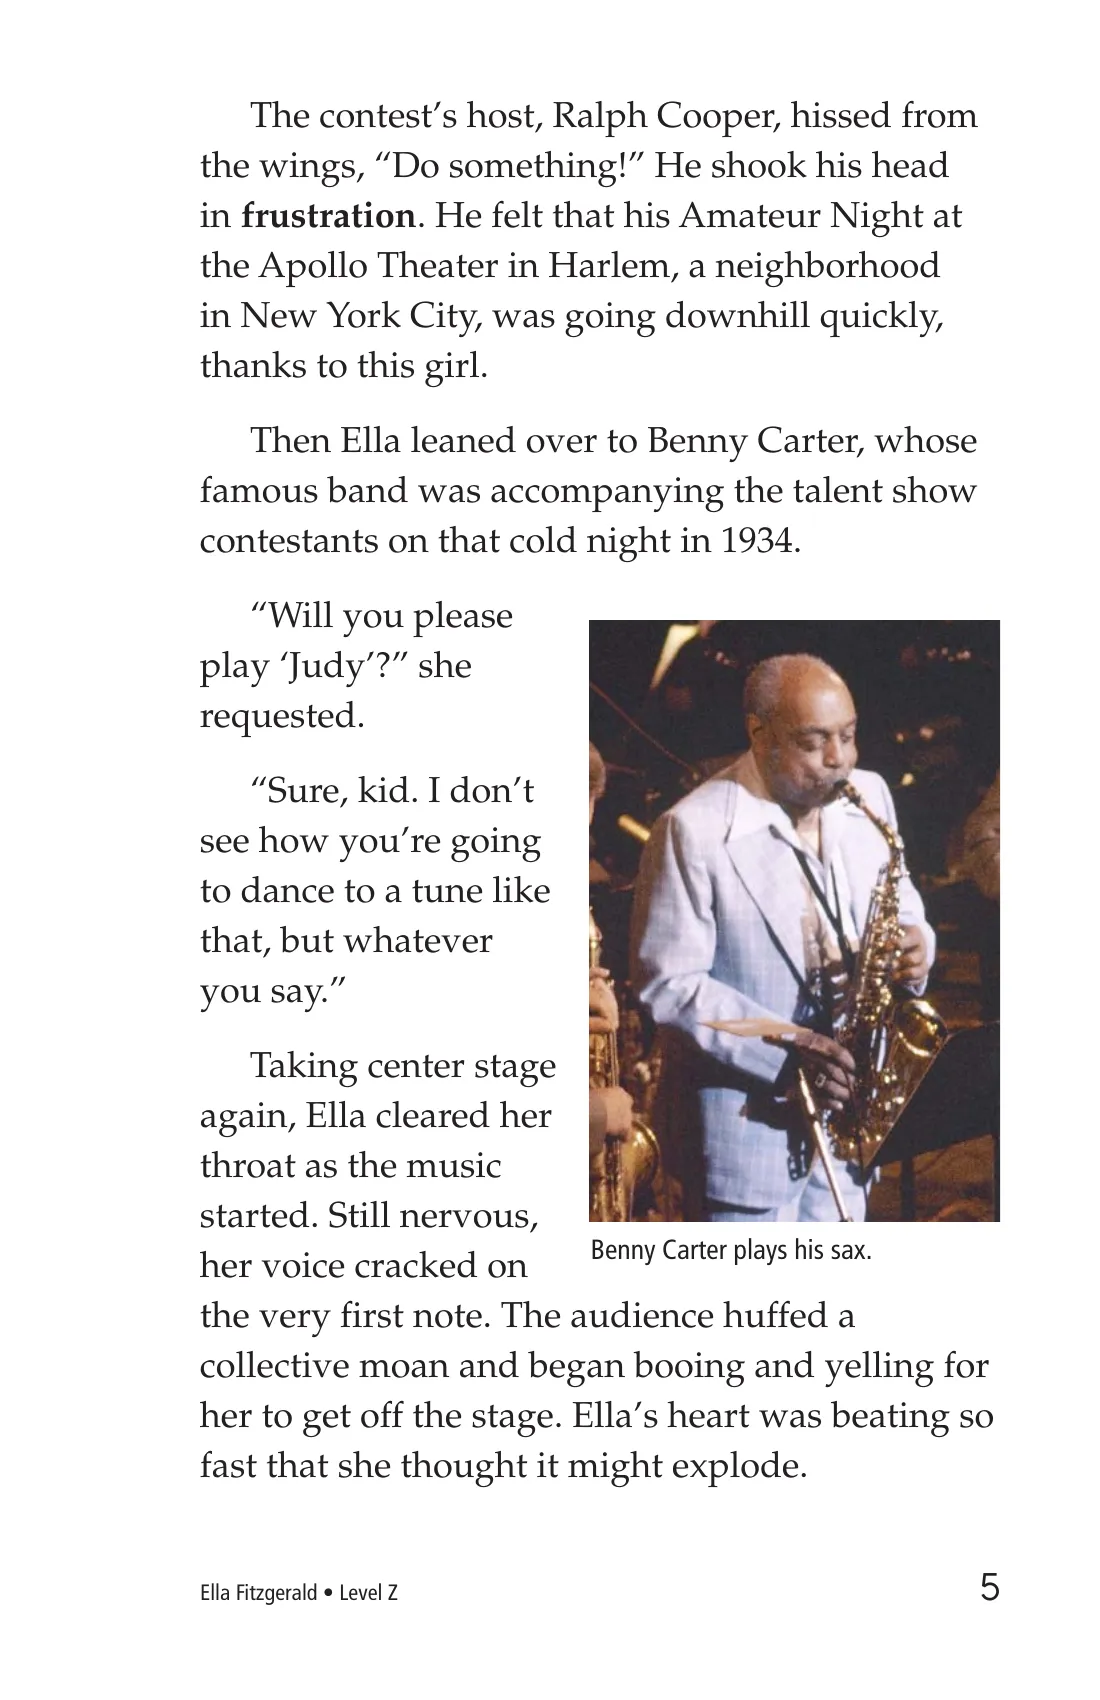 The contest’s host, Ralph Cooper, hissed from
the wings, “Do something!” He shook his head
in frustration. He felt that his Amateur Night at
the Apollo Theater in Harlem, a neighborhood
in New York City, was going downhill quickly,
thanks to this girl.
Then Ella leaned over to Benny Carter, whose
famous band was accompanying the talent show
contestants on that cold night in 1934.
“Will you please
play ‘Judy’?” she
requested.
“Sure, kid. I don’t
see how you’re going
to dance to a tune like
that, but whatever
you say.”
Taking center stage
again, Ella cleared her
throat as the music
started. Still nervous,
her voice cracked on
the very first note. The audience huffed a
collective moan and began booing and yelling for
her to get off the stage. Ella’s heart was beating so
fast that she thought it might explode.
Benny Carter plays his sax.
Ella Fitzgerald • Level Z
5